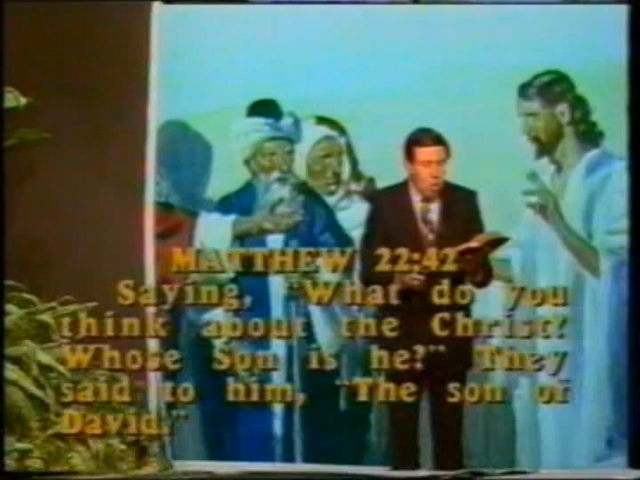 MATTHEW 22:42
Saying, "What do you
think about the Christ?
Whose Son is he?" They
said to him, "The son of
David."